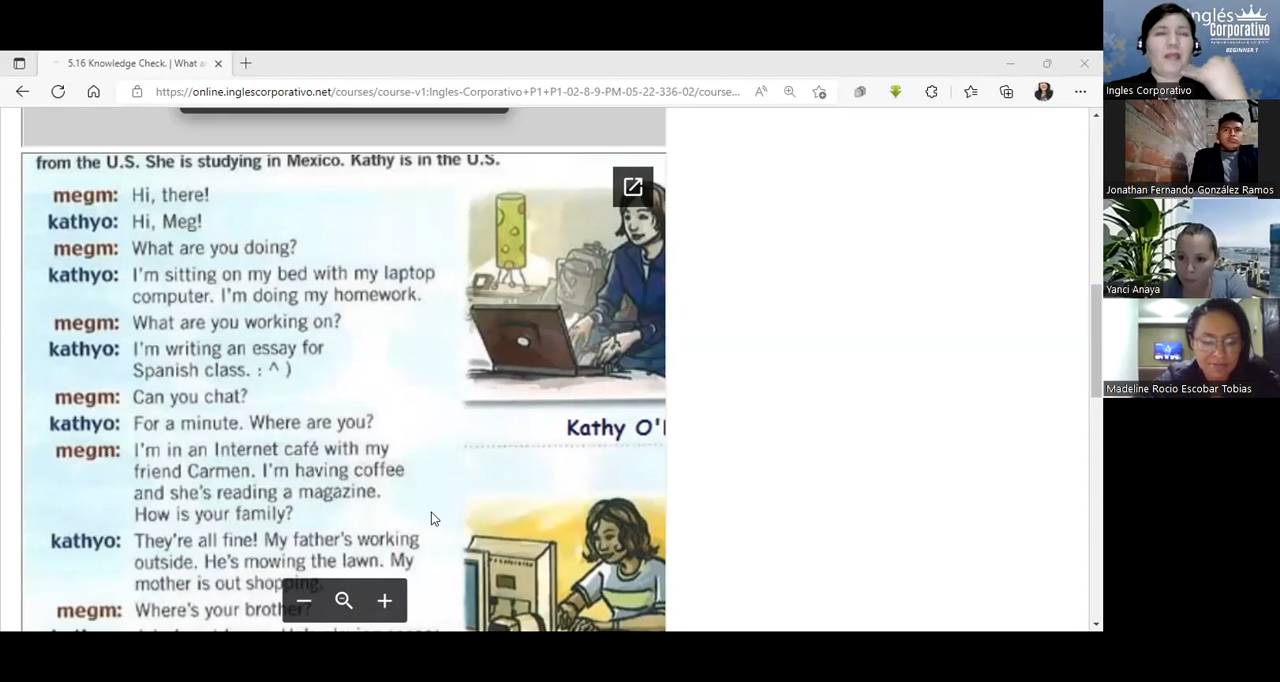 5.16 Knowledge Check. | What a
https://online.inglescorporativo.net/courses/course-v1:Ingles-Corporativo+P1+P1-02-8-9-PM-05-22-336-02/course...
from the U.S. She is studying in Mexico. Kathy is in the U.S.
megm: Hi, there!
kathyo: Hi, Meg!
megm: What are you doing?
kathyo: I'm sitting on my bed with my laptop
computer. I'm doing my homework.
megm: What are you working on?
kathyo: I'm writing an essay for
Spanish class. : ^ )
megm: Can you chat?
kathyo: For a minute. Where are you?
megm: I'm in an Internet café with my
friend Carmen. I'm having coffee
and she's reading a magazine.
How is your family?
kathyo: They're all fine! My father's working
outside. He's mowing the lawn. My
mother is out shopping.
megm: Where's your brother?
Kathy O'
Inglés
Corporativo
BEGINNER 1
Ingles Corporativo
Jonathan Fernando González Ramos
Yanci Anaya
Madeline Rocio Escobar Tobias